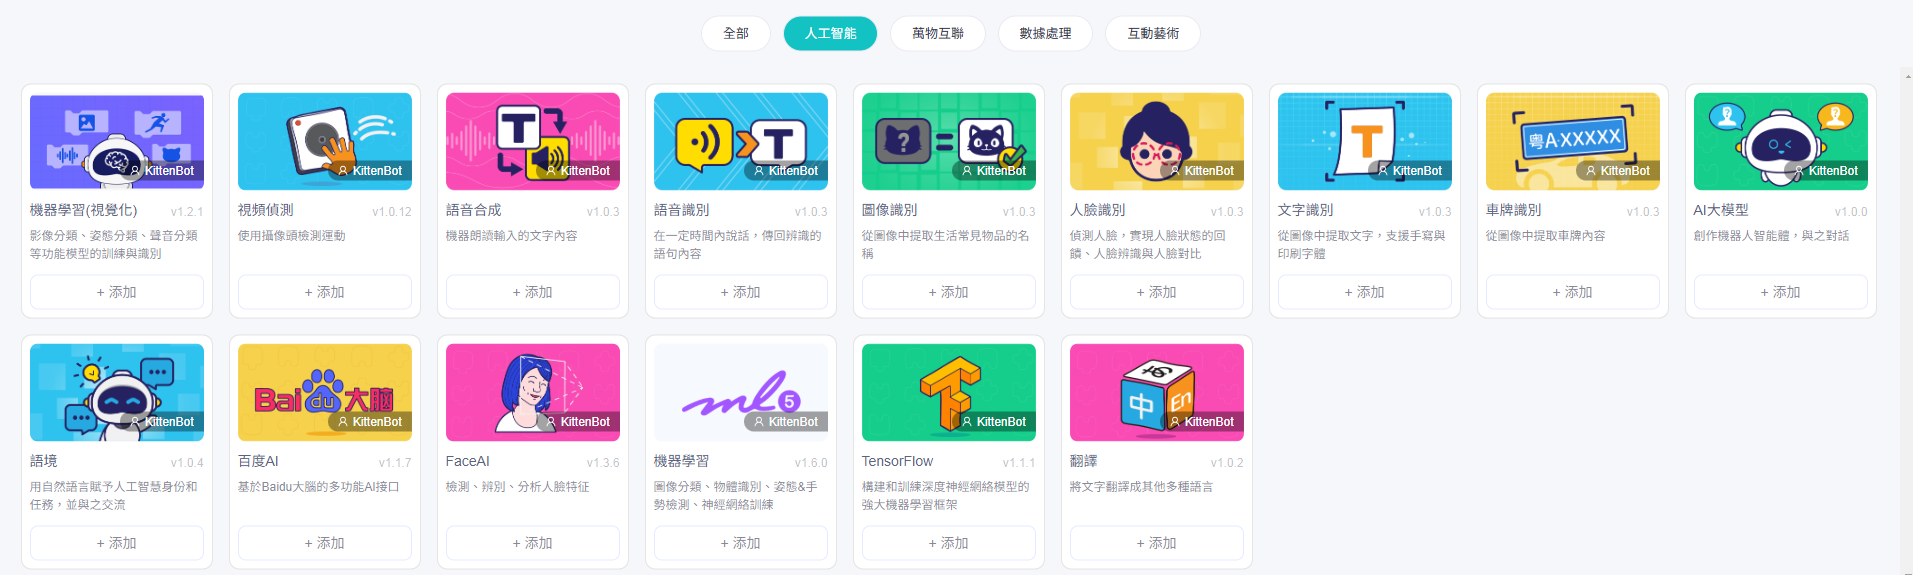 全部 人工智能 萬物互聯 數據處理 互動藝術
T
KittenBot
機器學習(視覺化) v1.2.1
影像分類、姿態分類、聲音分類
等功能模型的訓練與識別
+ 添加
KittenBot
視頻偵測 v1.0.12
使用攝像頭檢測運動
+ 添加
KittenBot
語音合成 v1.0.3
機器朗讀輸入的文字內容
+ 添加
T
KittenBot
語音識別 v1.0.3
在一定時間內說話，傳回辨識的
語句內容
+ 添加
?
=
KittenBot
圖像識別 v1.0.3
從圖像中提取生活常見物品的名
稱
+ 添加
KittenBot
人臉識別 v1.0.3
偵測人臉，實現人臉狀態的回
饋、人臉辨識與人臉對比
+ 添加
T
KittenBot
文字識別 v1.0.3
從圖像中提取文字，支援手寫與
印刷字體
+ 添加
粤A·XXXXX
KittenBot
車牌識別 v1.0.3
從圖像中提取車牌內容
+ 添加
KittenBot
AI大模型 v1.0.0
創作機器人智能體，與之對話
+ 添加
KittenBot
語境 v1.0.4
用自然語言賦予人工智慧身份和
任務，並與之交流
+ 添加
Baidu大脑
KittenBot
百度AI v1.1.7
基於Baidu大腦的多功能AI接口
+ 添加
KittenBot
FaceAI v1.3.6
檢測、辨別、分析人臉特征
+ 添加
ml5
KittenBot
機器學習 v1.6.0
圖像分類、物體識別、姿態&手
勢檢測、神經網絡訓練
+ 添加
KittenBot
TensorFlow v1.1.1
構建和訓練深度神經網絡模型的
強大機器學習框架
+ 添加
中 En
KittenBot
翻譯 v1.0.2
將文字翻譯成其他多種語言
+ 添加